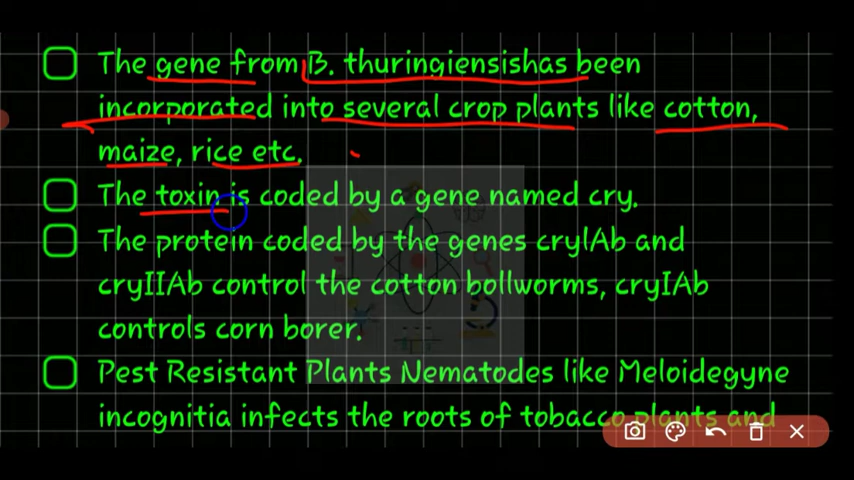 The gene from B. thuringiensishas been
incorporated into several crop plants like cotton,
maize, rice etc.
The toxin is coded by a gene named cry.
The protein coded by the genes crylAb and
cryIIAb control the cotton bollworms, cryIAb
controls corn borer.
Pest Resistant Plants Nematodes like Meloidegyne
incognitia infects the roots of tobacco plants and